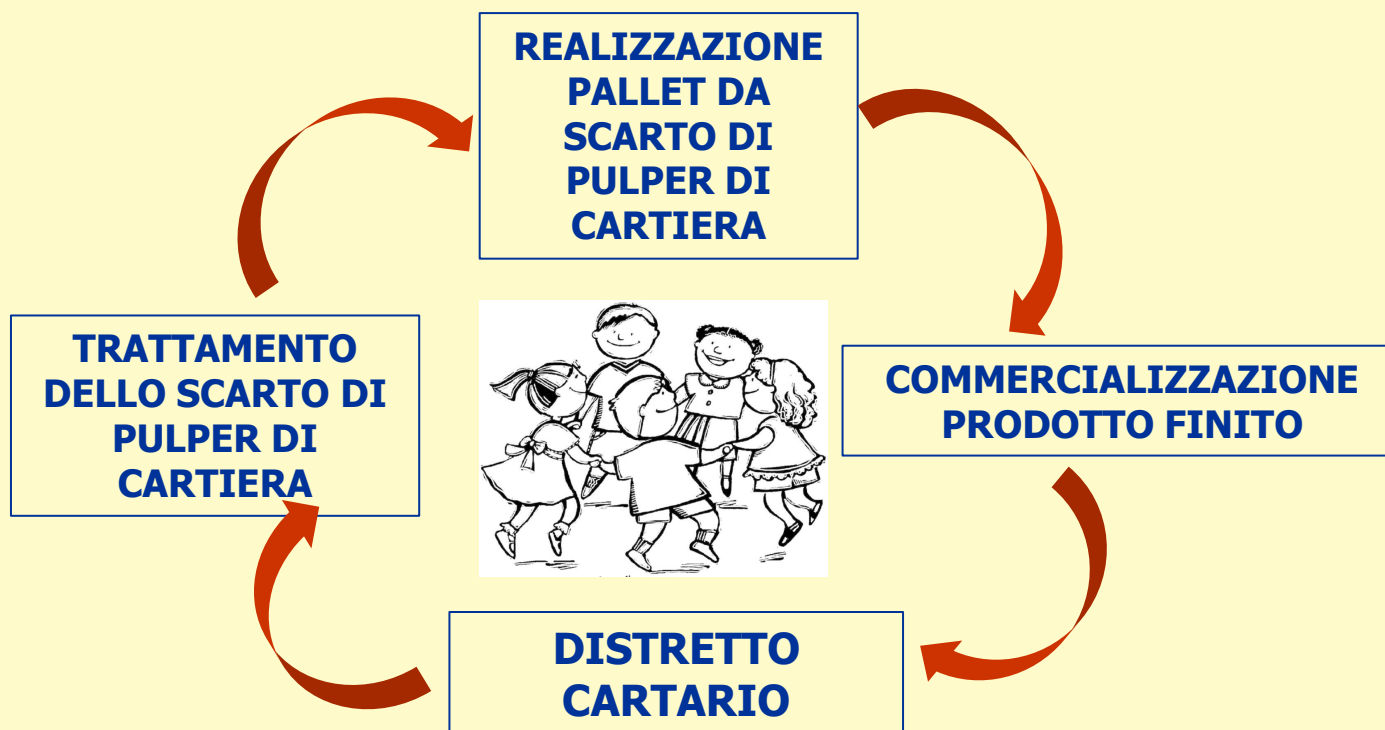 REALIZZAZIONE
PALLET DA
SCARTO DI
PULPER DI
CARTIERA
TRATTAMENTO
DELLO SCARTO DI
PULPER DI
CARTIERA
COMMERCIALIZZAZIONE
PRODOTTO FINITO
DISTRETTO
CARTARIO